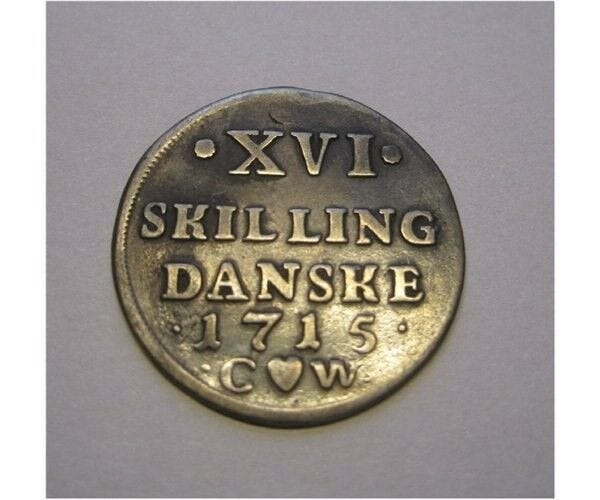 · XVI ·
SKILLING
DANSKE
· 1715 ·
· C♥W